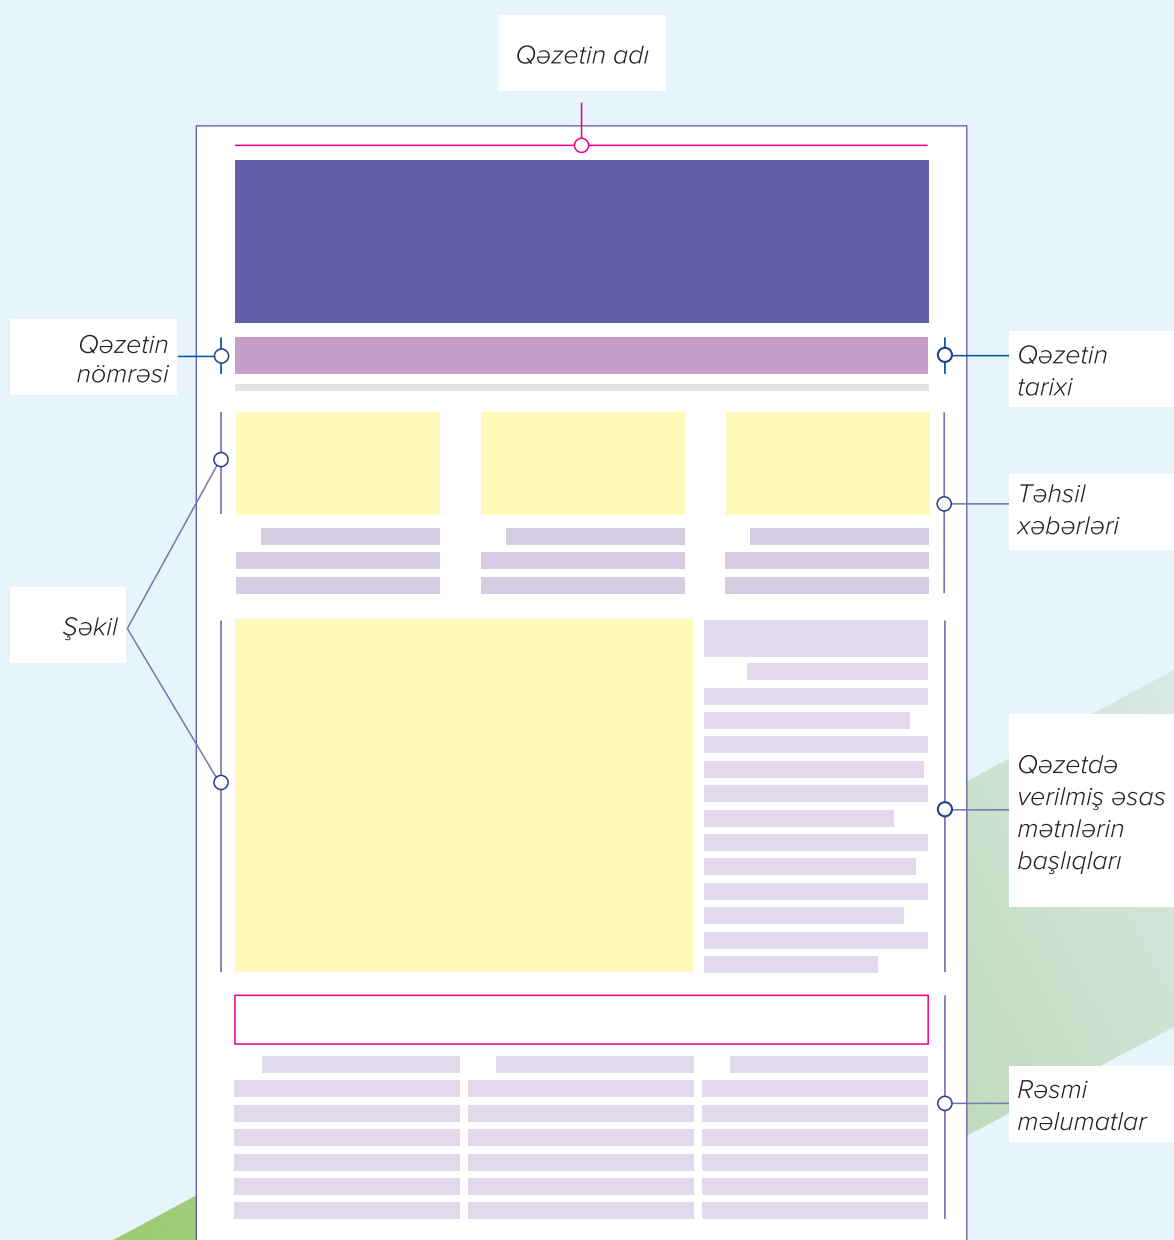 Qəzetin adı
Qəzetin
nömrəsi
Qəzetin
tarixi
Təhsil
xəbərləri
Şəkil
Qəzetdə
verilmiş əsas
mətnlərin
başlıqları
Rəsmi
məlumatlar